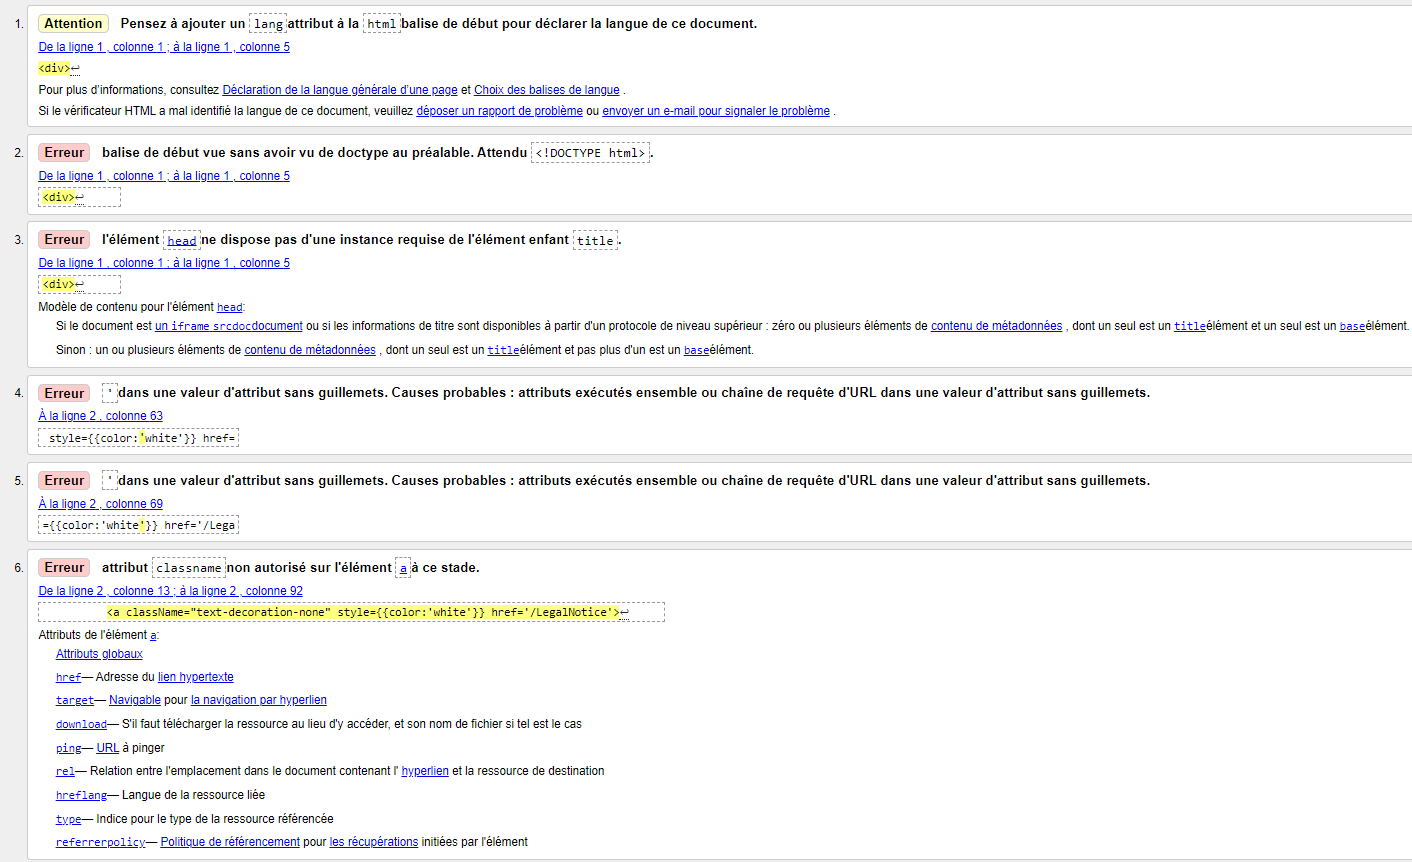 1. Attention Pensez à ajouter un lang attribut à la html balise de début pour déclarer la langue de ce document.
De la ligne 1 , colonne 1 ; à la ligne 1 , colonne 5
<div>↩
Pour plus d’informations, consultez Déclaration de la langue générale d’une page et Choix des balises de langue .
Si le vérificateur HTML a mal identifié la langue de ce document, veuillez déposer un rapport de problème ou envoyer un e-mail pour signaler le problème .
2. Erreur balise de début vue sans avoir vu de doctype au préalable. Attendu <!DOCTYPE html>.
De la ligne 1 , colonne 1 ; à la ligne 1 , colonne 5
<div>↩
3. Erreur l'élément head ne dispose pas d'une instance requise de l'élément enfant title.
De la ligne 1 , colonne 1 ; à la ligne 1 , colonne 5
<div>↩
Modèle de contenu pour l'élément head:
Si le document est un iframe srcdoc document ou si les informations de titre sont disponibles à partir d'un protocole de niveau supérieur : zéro ou plusieurs éléments de contenu de métadonnées , dont un seul est un title élément et un seul est un base élément.
Sinon : un ou plusieurs éléments de contenu de métadonnées , dont un seul est un title élément et pas plus d'un est un base élément.
4. Erreur ' dans une valeur d'attribut sans guillemets. Causes probables : attributs exécutés ensemble ou chaîne de requête d'URL dans une valeur d'attribut sans guillemets.
À la ligne 2 , colonne 63
style={{color:'white'}} href=
5. Erreur ' dans une valeur d'attribut sans guillemets. Causes probables : attributs exécutés ensemble ou chaîne de requête d'URL dans une valeur d'attribut sans guillemets.
À la ligne 2 , colonne 69
={{color:'white'}} href='/Lega
6. Erreur attribut classname non autorisé sur l'élément a à ce stade.
De la ligne 2 , colonne 13 ; à la ligne 2 , colonne 92
<a className="text-decoration-none" style={{color:'white'}} href='/LegalNotice'>↩
Attributs de l'élément a:
Attributs globaux
href— Adresse du lien hypertexte
target— Navigable pour la navigation par hyperlien
download— S'il faut télécharger la ressource au lieu d'y accéder, et son nom de fichier si tel est le cas
ping— URL à pinger
rel— Relation entre l'emplacement dans le document contenant l' hyperlien et la ressource de destination
hreflang— Langue de la ressource liée
type— Indice pour le type de la ressource référencée
referrerpolicy— Politique de référencement pour les récupérations initiées par l'élément